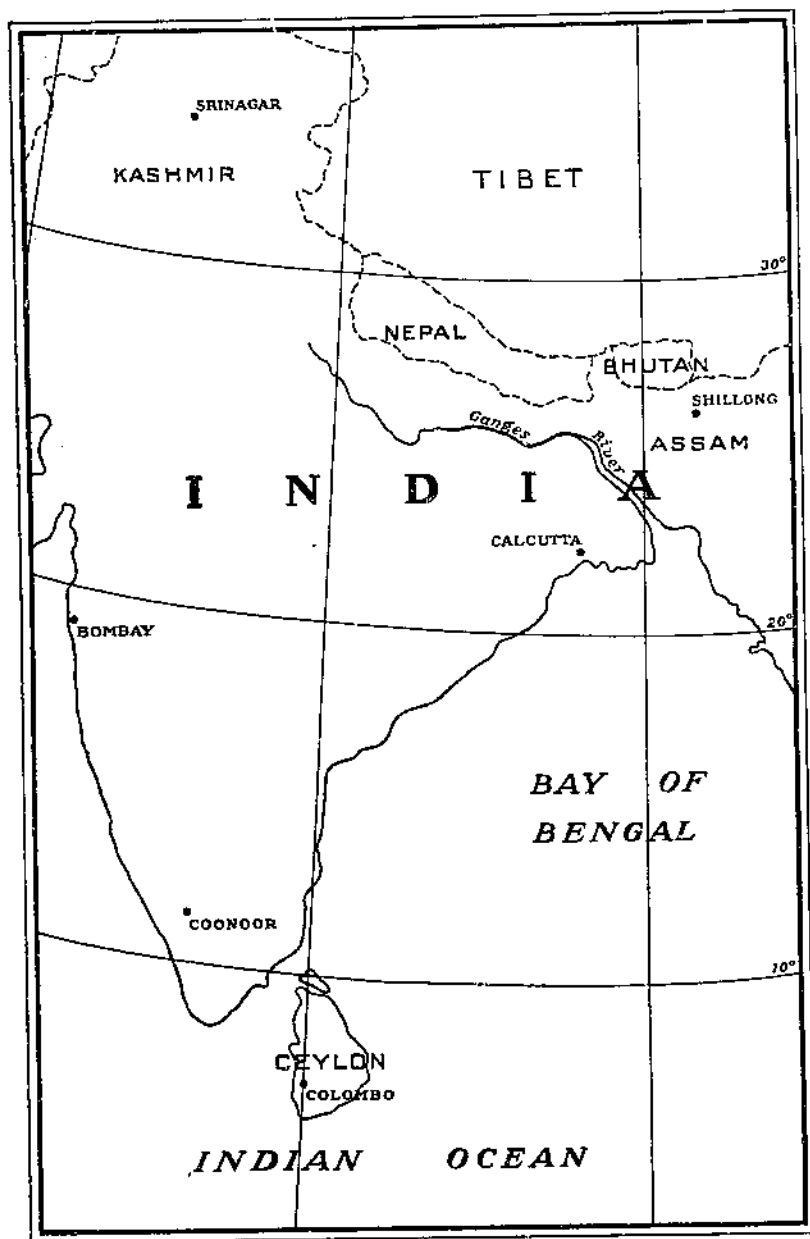 SRINAGAR
KASHMIR
TIBET
30°
NEPAL
BHUTAN
SHILLONG
Ganges River
ASSAM
INDIA
CALCUTTA
20°
BOMBAY
BAY OF
BENGAL
COONOOR
10°
CEYLON
COLOMBO
INDIAN OCEAN